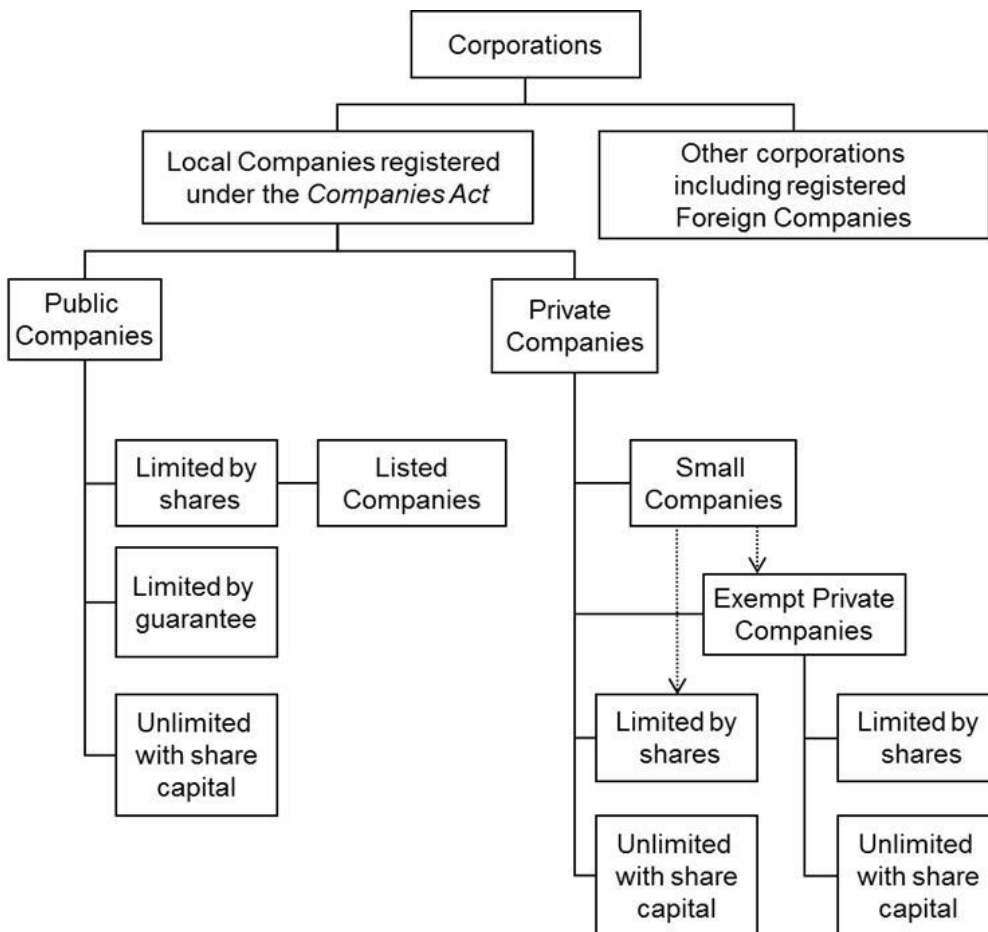 Corporations
Local Companies registered
under the Companies Act
Other corporations
including registered
Foreign Companies
Public
Companies
Private
Companies
Limited by
shares
Listed
Companies
Small
Companies
Limited by
guarantee
Exempt Private
Companies
Unlimited
with share
capital
Limited by
shares
Limited by
shares
Unlimited
with share
capital
Unlimited
with share
capital